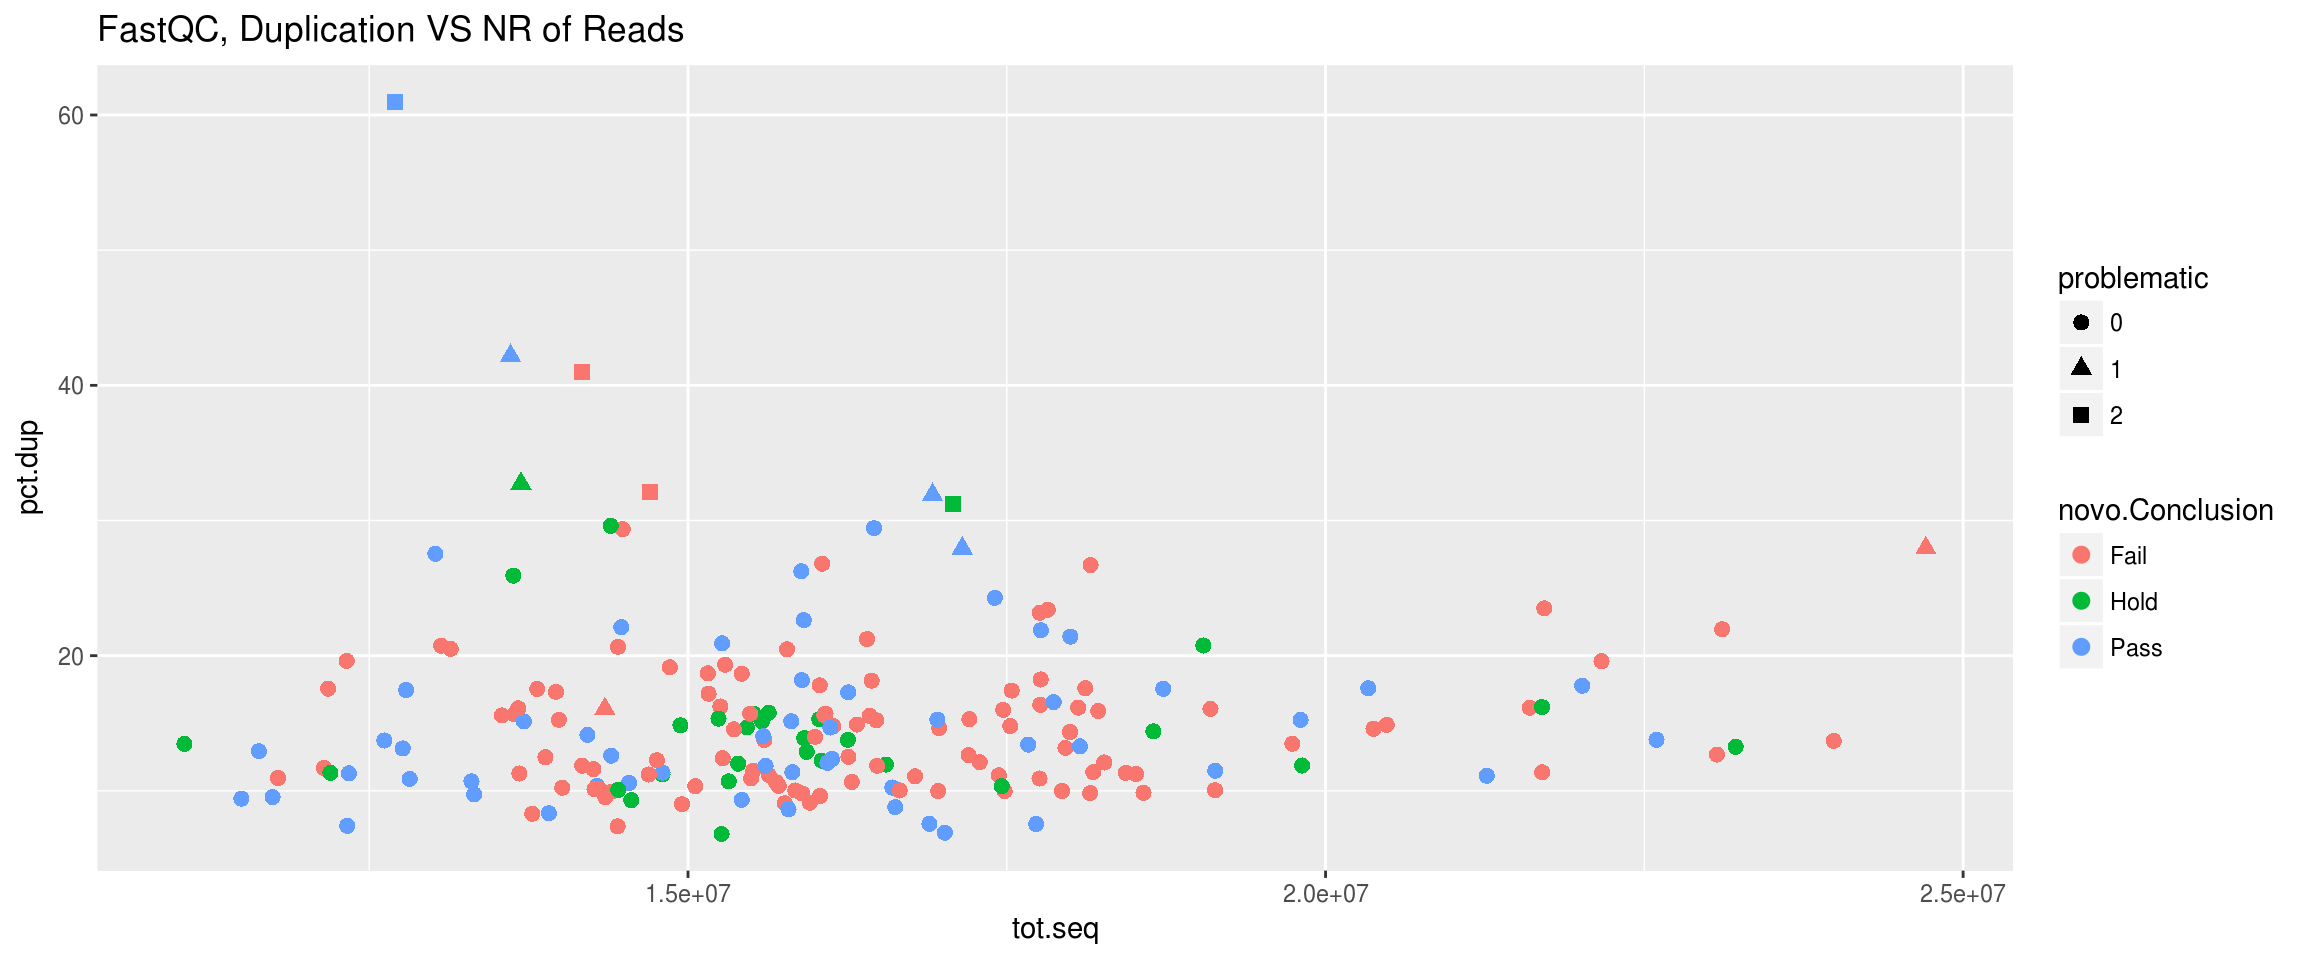 FastQC, Duplication VS NR of Reads
60
40
20
pct.dup
1.5e+07
2.0e+07
2.5e+07
tot.seq
problematic
0
1
2
novo.Conclusion
Fail
Hold
Pass